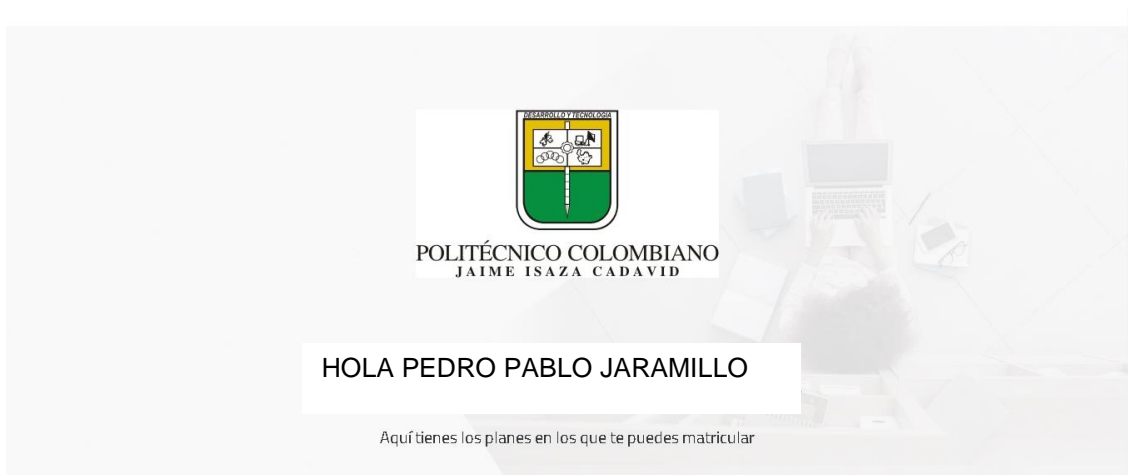 DESARROLLO Y TECNOLOGIA
POLITÉCNICO COLOMBIANO
JAIME ISAZA CADAVID
HOLA PEDRO PABLO JARAMILLO
Aquí tienes los planes en los que te puedes matricular